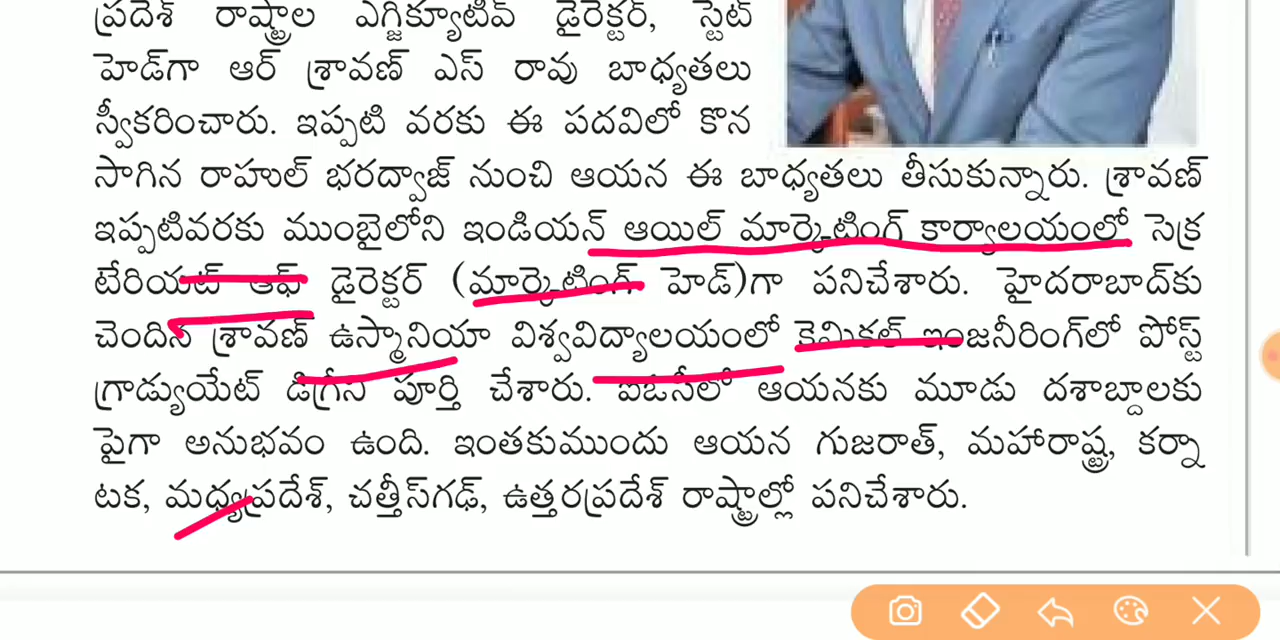 ప్రదేశ్ రాష్ట్రాల ఎగ్జిక్యూటివ్ డైరెక్టర్, స్టేట్
హెడ్‌గా ఆర్ శ్రావణ్ ఎస్ రావు బాధ్యతలు
స్వీకరించారు. ఇప్పటి వరకు ఈ పదవిలో కొన
సాగిన రాహుల్ భరద్వాజ్ నుంచి ఆయన ఈ బాధ్యతలు తీసుకున్నారు. శ్రావణ్
ఇప్పటివరకు ముంబైలోని ఇండియన్ ఆయిల్ మార్కెటింగ్ కార్యాలయంలో సెక్ర
టేరియట్ ఆఫ్ డైరెక్టర్ (మార్కెటింగ్ హెడ్)గా పనిచేశారు. హైదరాబాద్‌కు
చెందిన శ్రావణ్ ఉస్మానియా విశ్వవిద్యాలయంలో కెమికల్ ఇంజనీరింగ్‌లో పోస్ట్
గ్రాడ్యుయేట్ డిగ్రీని పూర్తి చేశారు. ఐఓసీలో ఆయనకు మూడు దశాబ్దాలకు
పైగా అనుభవం ఉంది. ఇంతకుముందు ఆయన గుజరాత్, మహారాష్ట్ర, కర్నా
టక, మధ్యప్రదేశ్, చత్తీస్‌గఢ్, ఉత్తరప్రదేశ్ రాష్ట్రాల్లో పనిచేశారు.